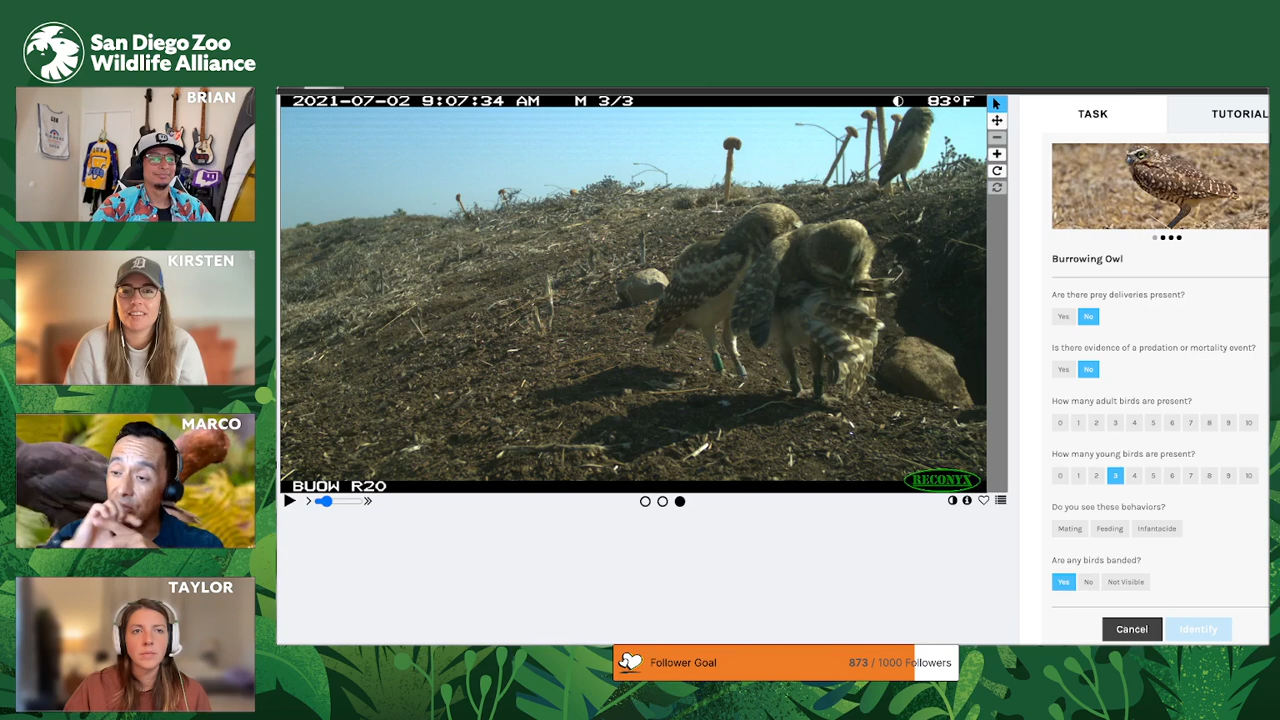 San Diego Zoo
Wildlife Alliance
BRIAN
KIRSTEN
MARCO
TAYLOR
2021-07-02 9:07:34 AM M 3/3 83°F
BUOW R20
RECONYX
TASK TUTORIAL
Burrowing Owl
Are there prey deliveries present?
Yes No
Is there evidence of a predation or mortality event?
Yes No
How many adult birds are present?
0 1 2 3 4 5 6 7 8 9 10
How many young birds are present?
0 1 2 3 4 5 6 7 8 9 10
Do you see these behaviors?
Mating Feeding Infantacide
Are any birds banded?
Yes No Not Visible
Cancel Identify
Follower Goal 873 / 1000 Followers